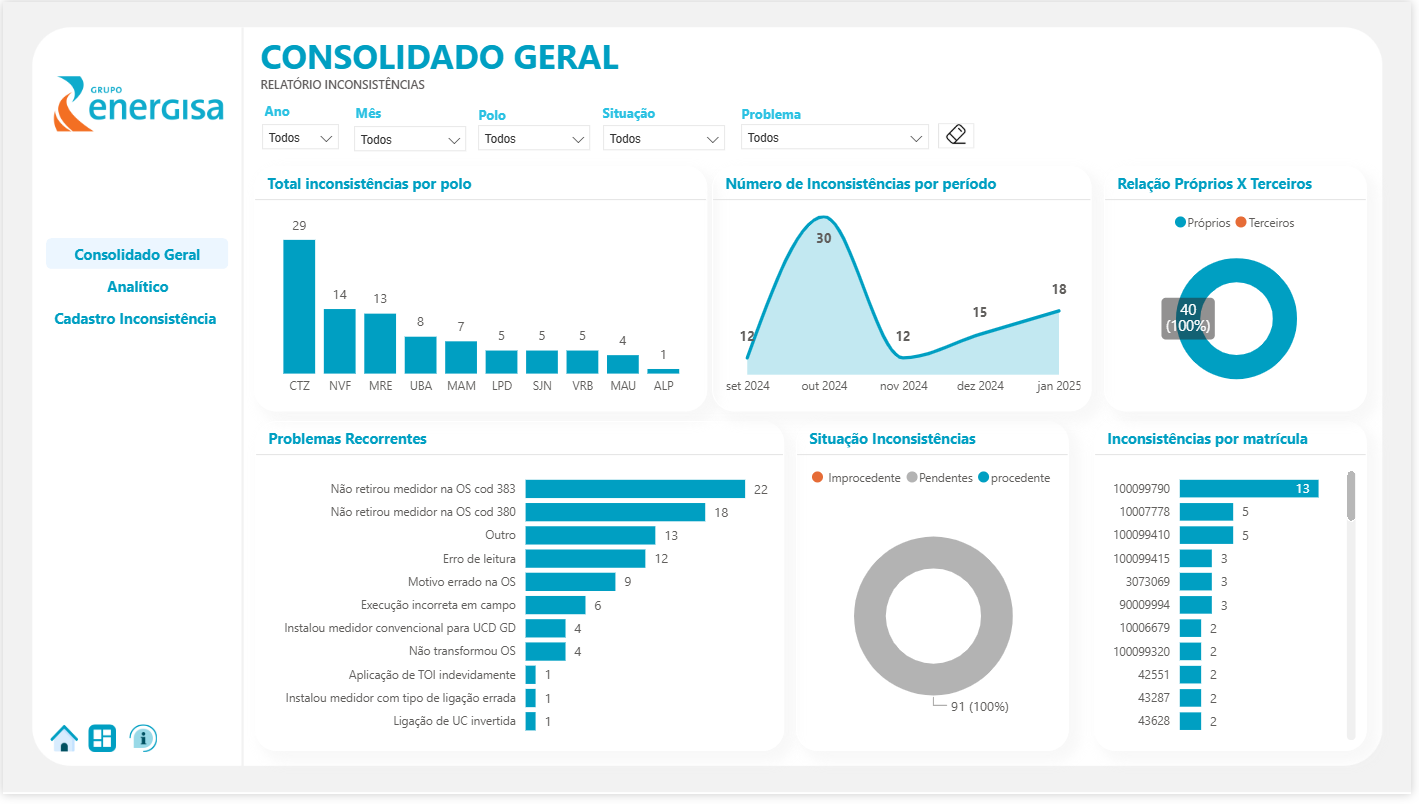 GRUPO
energisa
Consolidado Geral
Analítico
Cadastro Inconsistência
CONSOLIDADO GERAL
RELATÓRIO INCONSISTÊNCIAS
Ano Mês Polo Situação Problema
Todos Todos Todos Todos Todos
Total inconsistências por polo
29 14 13 8 7 5 5 5 4 1
CTZ NVF MRE UBA MAM LPD SJN VRB MAU ALP
Número de Inconsistências por período
12 30 12 15 18
set 2024 out 2024 nov 2024 dez 2024 jan 2025
Relação Próprios X Terceiros
Próprios Terceiros
40
(100%)
Problemas Recorrentes
Não retirou medidor na OS cod 383 22
Não retirou medidor na OS cod 380 18
Outro 13
Erro de leitura 12
Motivo errado na OS 9
Execução incorreta em campo 6
Instalou medidor convencional para UCD GD 4
Não transformou OS 4
Aplicação de TOI indevidamente 1
Instalou medidor com tipo de ligação errada 1
Ligação de UC invertida 1
Situação Inconsistências
Improcedente Pendentes procedente
91 (100%)
Inconsistências por matrícula
100099790 13
10007778 5
100099410 5
100099415 3
3073069 3
90009994 3
10006679 2
100099320 2
42551 2
43287 2
43628 2